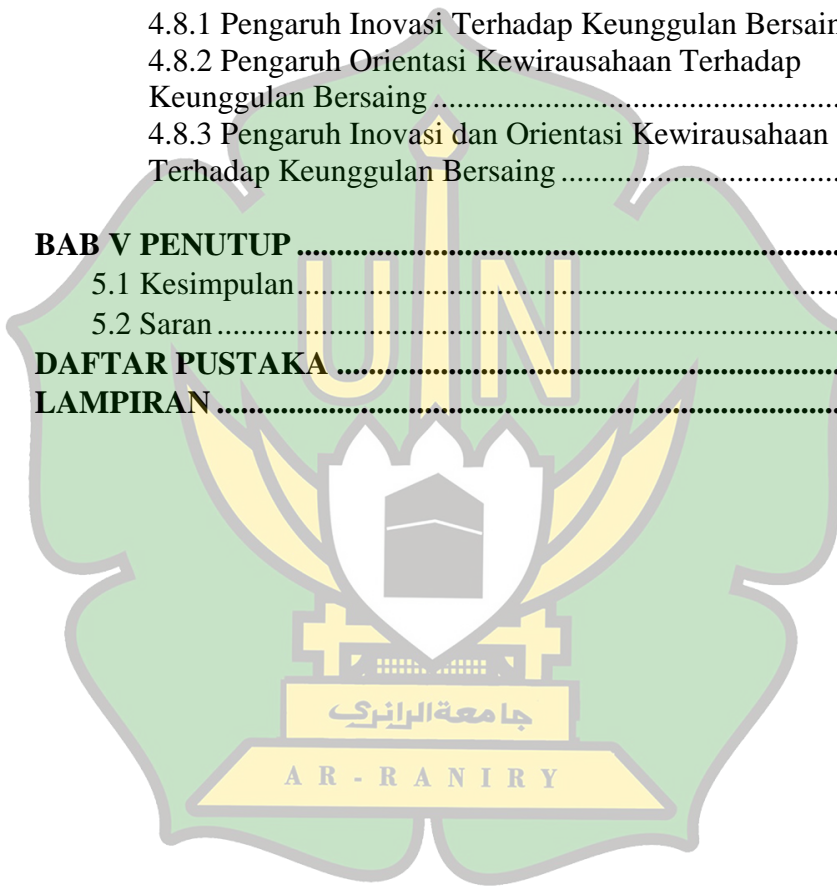 4.8.1 Pengaruh Inovasi Terhadap Keunggulan Bersain
4.8.2 Pengaruh Orientasi Kewirausahaan Terhadap
Keunggulan Bersaing ....................................................
4.8.3 Pengaruh Inovasi dan Orientasi Kewirausahaan
Terhadap Keunggulan Bersaing ...................................
BAB V PENUTUP ....................................................................
5.1 Kesimpulan....................................................................
5.2 Saran ..............................................................................
DAFTAR PUSTAKA ...............................................................
LAMPIRAN ..............................................................................
UIN
جامعة الرانري
AR-RANIRY